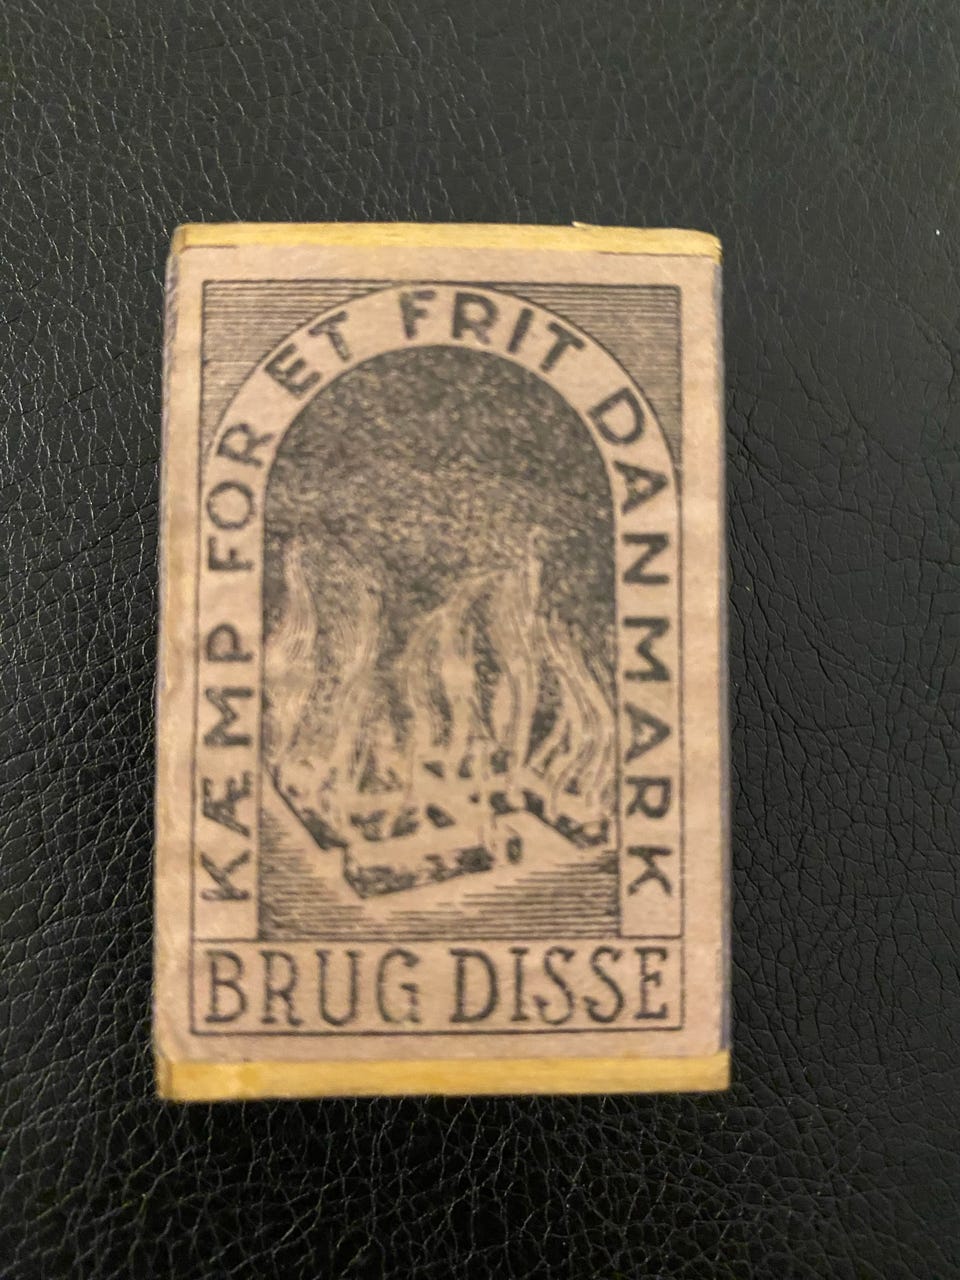 KÆMP FOR ET FRIT DANMARK
BRUG DISSE